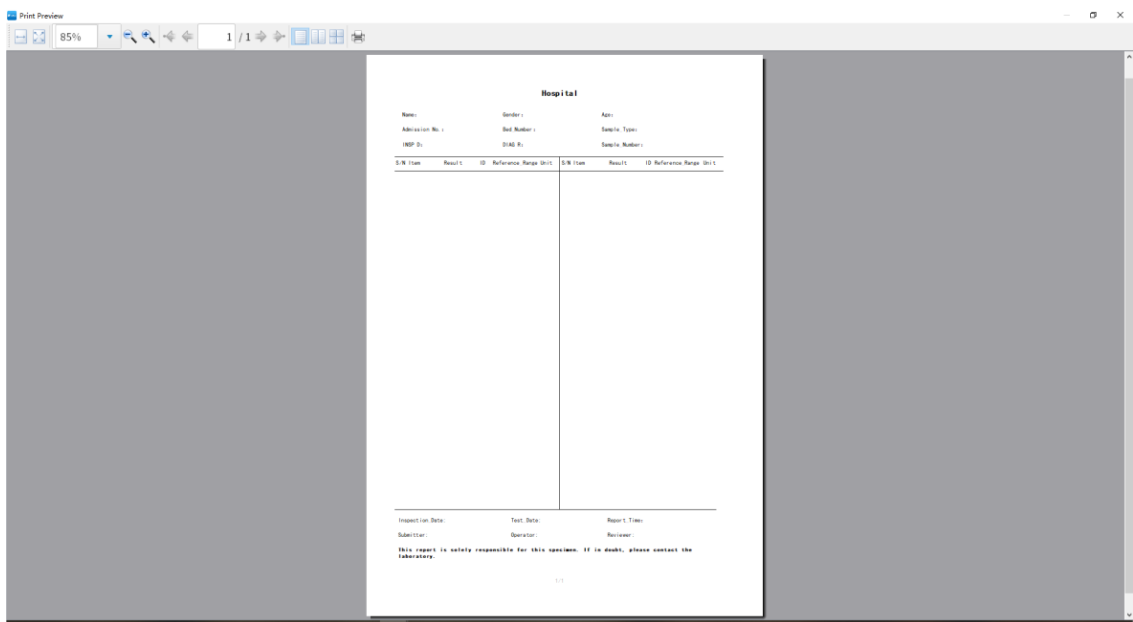 Print Preview
85% 1 / 1
Hospital
Name: Gender: Age:
Admission No.: Bed Number: Sample Type:
INSP D: DIAG R: Sample Number:
S/N Item Result ID Reference Range Unit S/N Item Result ID Reference Range Unit
Inspection Date: Test Date: Report Time:
Submitter: Operator: Reviewer:
This report is solely responsible for this specimen. If in doubt, please contact the
laboratory.
1/1